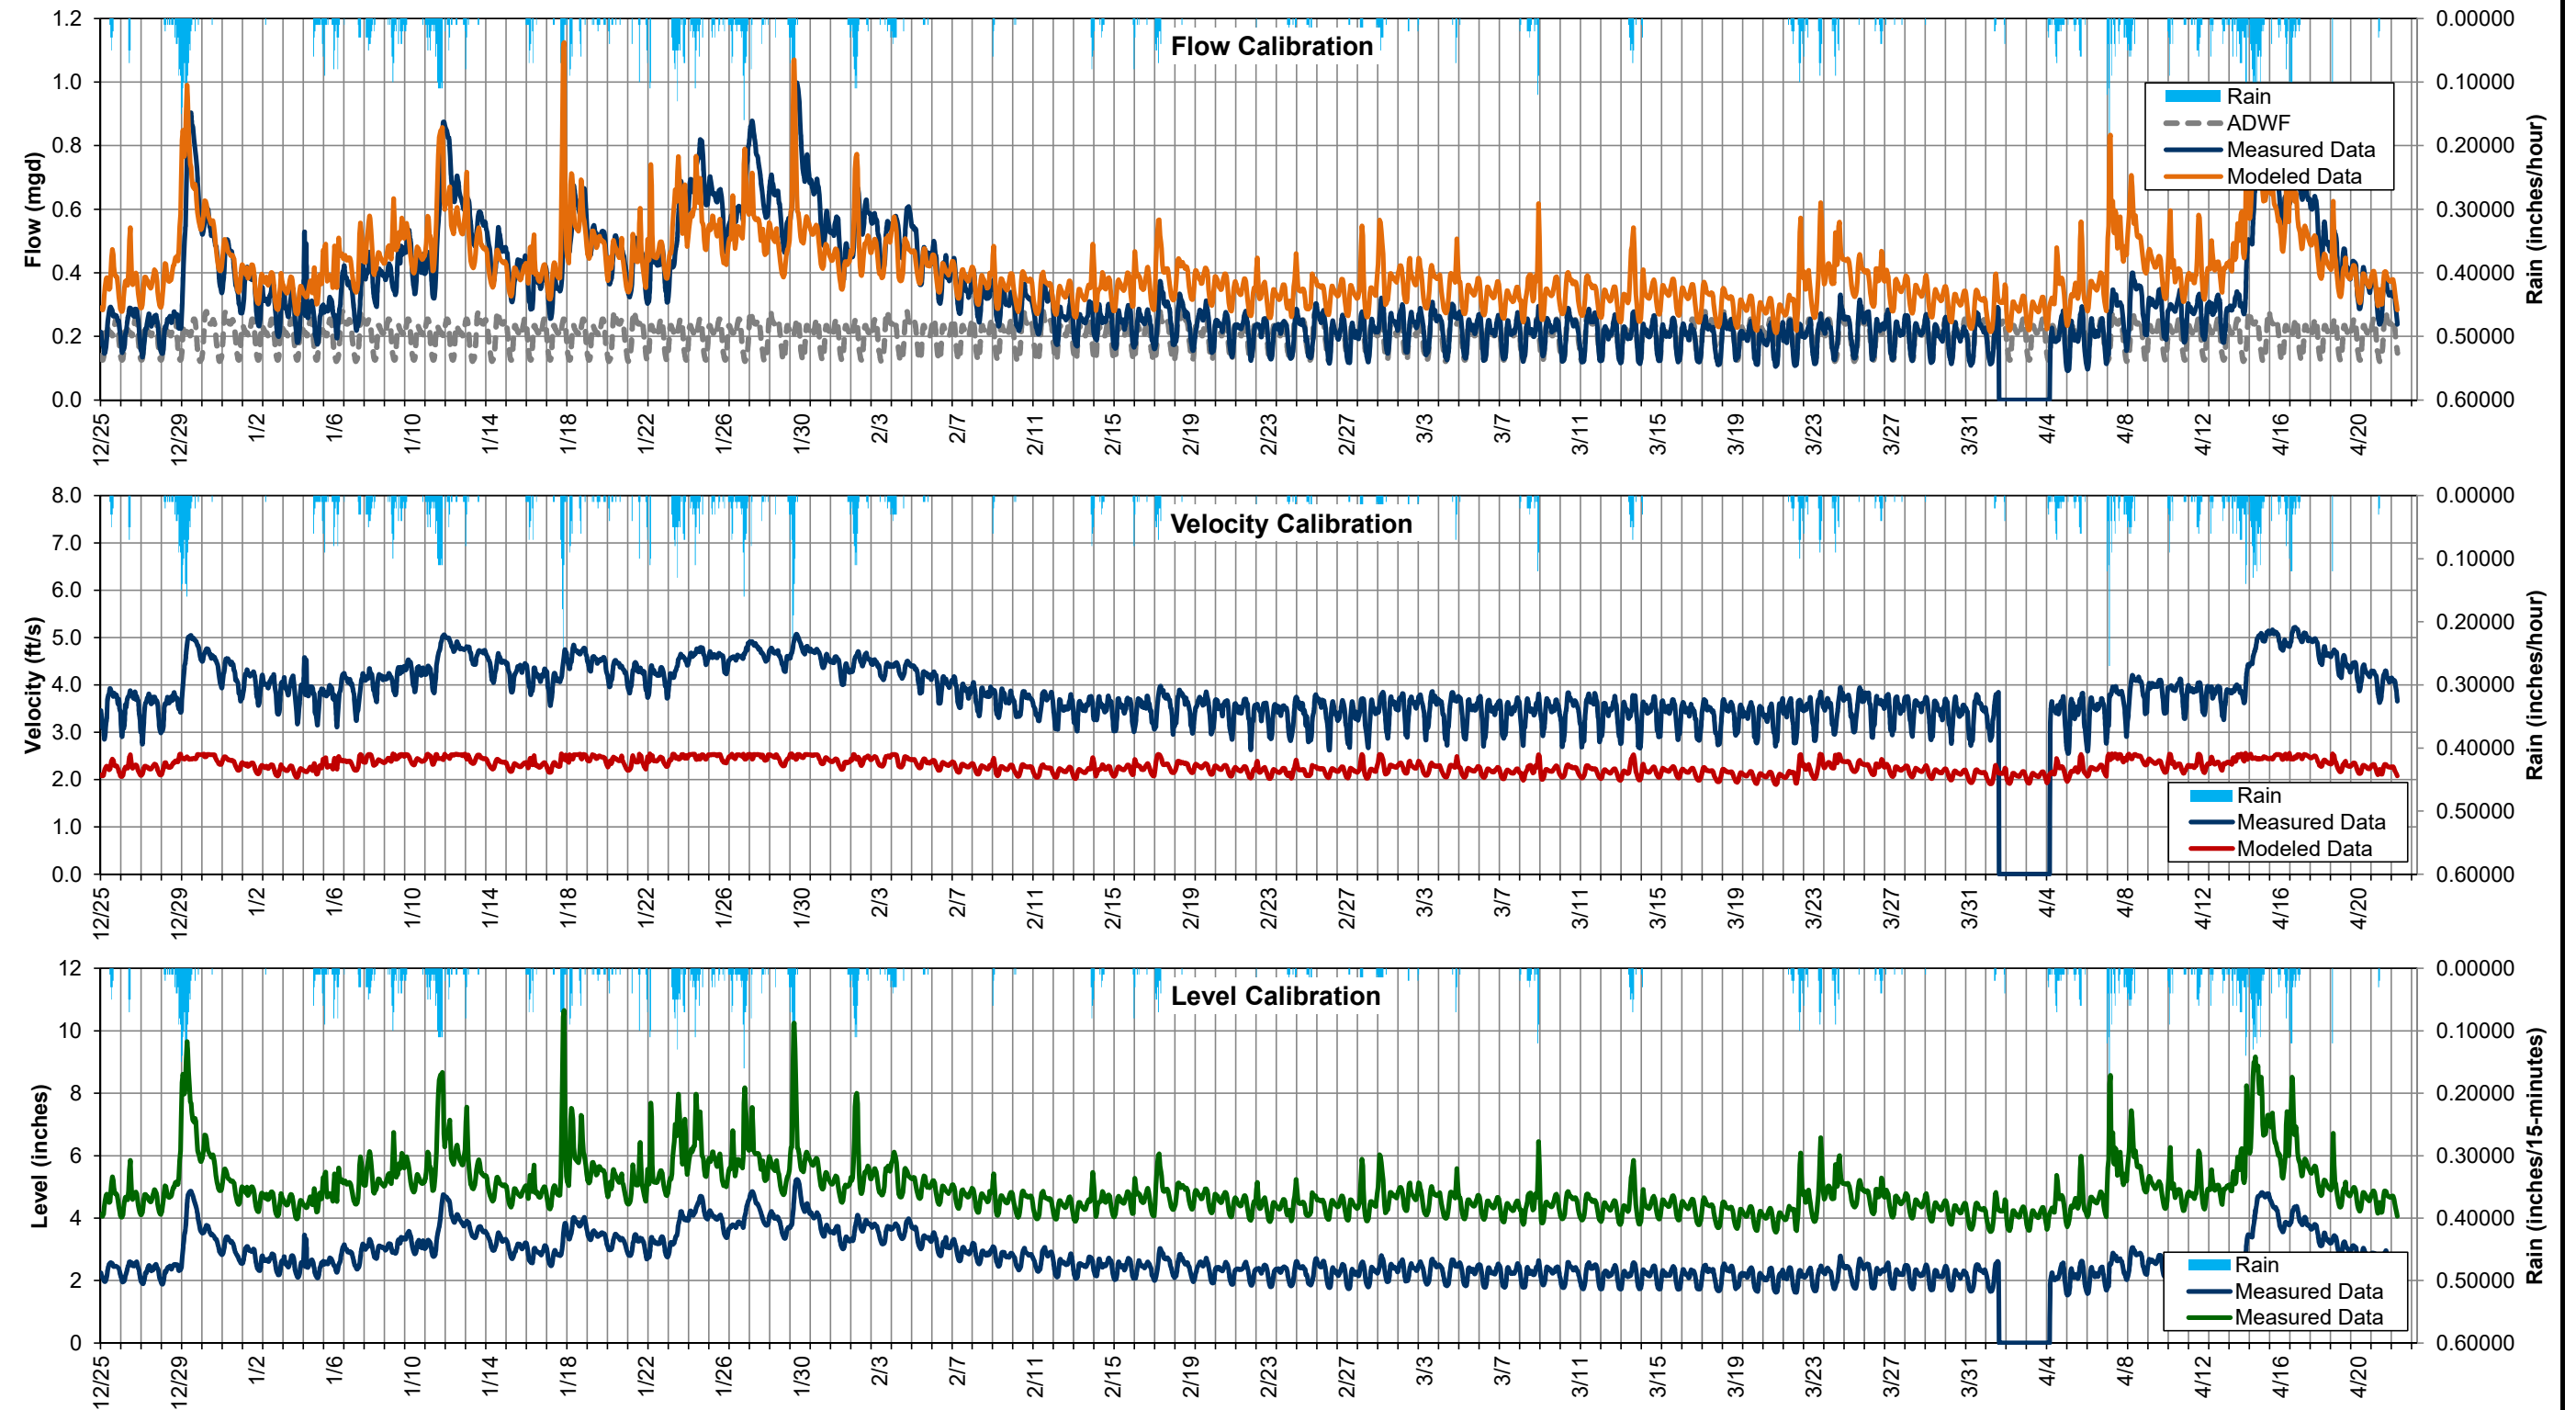 Flow Calibration
Flow (mgd)
1.2
1.0
0.8
0.6
0.4
0.2
0.0
0.00000
0.10000
0.20000
0.30000
0.40000
0.50000
0.60000
Rain (inches/hour)
Rain
ADWF
Measured Data
Modeled Data
12/25 12/29 1/2 1/6 1/10 1/14 1/18 1/22 1/26 1/30 2/3 2/7 2/11 2/15 2/19 2/23 2/27 3/3 3/7 3/11 3/15 3/19 3/23 3/27 3/31 4/4 4/8 4/12 4/16 4/20
Velocity Calibration
Velocity (ft/s)
8.0
7.0
6.0
5.0
4.0
3.0
2.0
1.0
0.0
0.00000
0.10000
0.20000
0.30000
0.40000
0.50000
0.60000
Rain (inches/hour)
Rain
Measured Data
Modeled Data
12/25 12/29 1/2 1/6 1/10 1/14 1/18 1/22 1/26 1/30 2/3 2/7 2/11 2/15 2/19 2/23 2/27 3/3 3/7 3/11 3/15 3/19 3/23 3/27 3/31 4/4 4/8 4/12 4/16 4/20
Level Calibration
Level (inches)
12
10
8
6
4
2
0
0.00000
0.10000
0.20000
0.30000
0.40000
0.50000
0.60000
Rain (inches/15-minutes)
Rain
Measured Data
Measured Data
12/25 12/29 1/2 1/6 1/10 1/14 1/18 1/22 1/26 1/30 2/3 2/7 2/11 2/15 2/19 2/23 2/27 3/3 3/7 3/11 3/15 3/19 3/23 3/27 3/31 4/4 4/8 4/12 4/16 4/20